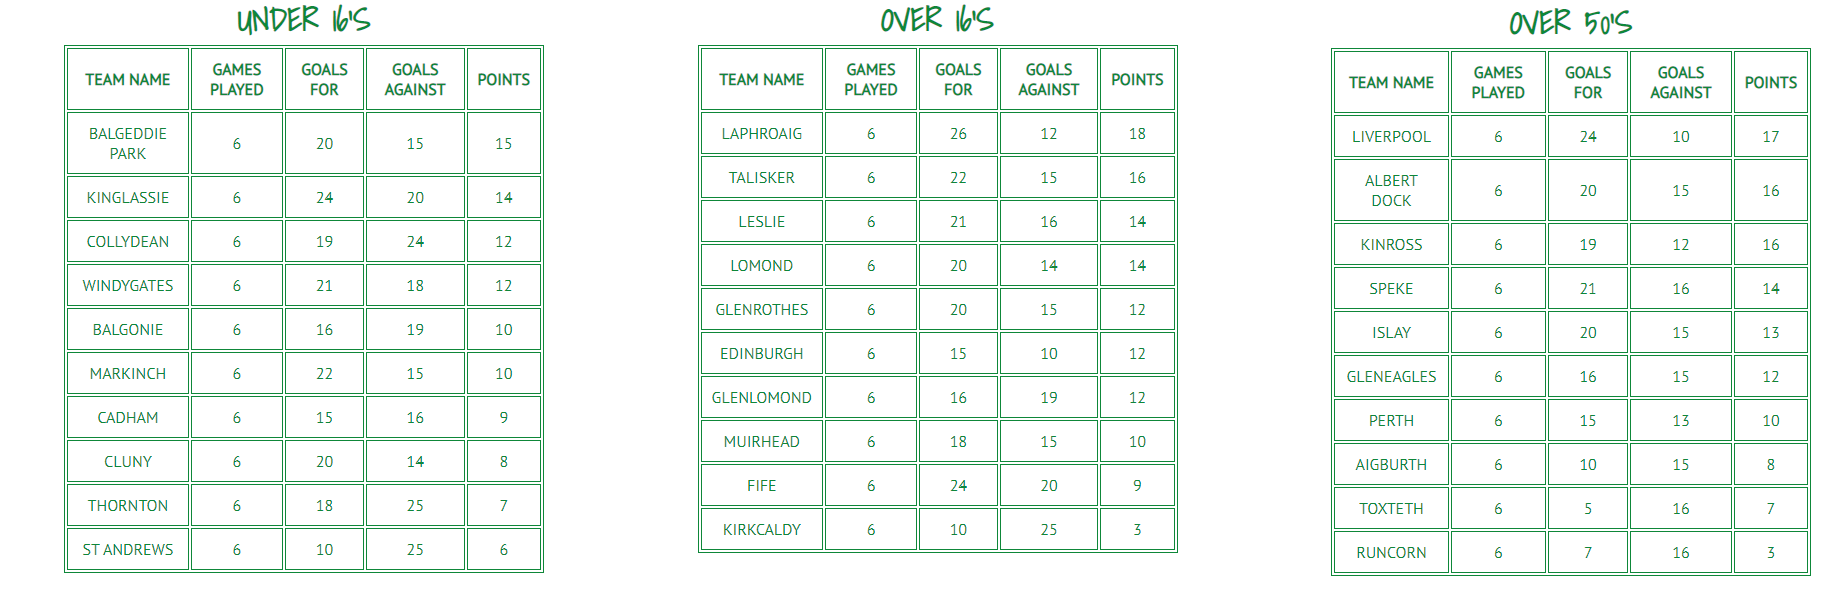 UNDER 16'S
TEAM NAME GAMES PLAYED GOALS FOR GOALS AGAINST POINTS
BALGEDDIE PARK 6 20 15 15
KINGLASSIE 6 24 20 14
COLLYDEAN 6 19 24 12
WINDYGATES 6 21 18 12
BALGONIE 6 16 19 10
MARKINCH 6 22 15 10
CADHAM 6 15 16 9
CLUNY 6 20 14 8
THORNTON 6 18 25 7
ST ANDREWS 6 10 25 6
OVER 16'S
TEAM NAME GAMES PLAYED GOALS FOR GOALS AGAINST POINTS
LAPHROAIG 6 26 12 18
TALISKER 6 22 15 16
LESLIE 6 21 16 14
LOMOND 6 20 14 14
GLENROTHES 6 20 15 12
EDINBURGH 6 15 10 12
GLENLOMOND 6 16 19 12
MUIRHEAD 6 18 15 10
FIFE 6 24 20 9
KIRKCALDY 6 10 25 3
OVER 50'S
TEAM NAME GAMES PLAYED GOALS FOR GOALS AGAINST POINTS
LIVERPOOL 6 24 10 17
ALBERT DOCK 6 20 15 16
KINROSS 6 19 12 16
SPEKE 6 21 16 14
ISLAY 6 20 15 13
GLENEAGLES 6 16 15 12
PERTH 6 15 13 10
AIGBURTH 6 10 15 8
TOXTETH 6 5 16 7
RUNCORN 6 7 16 3